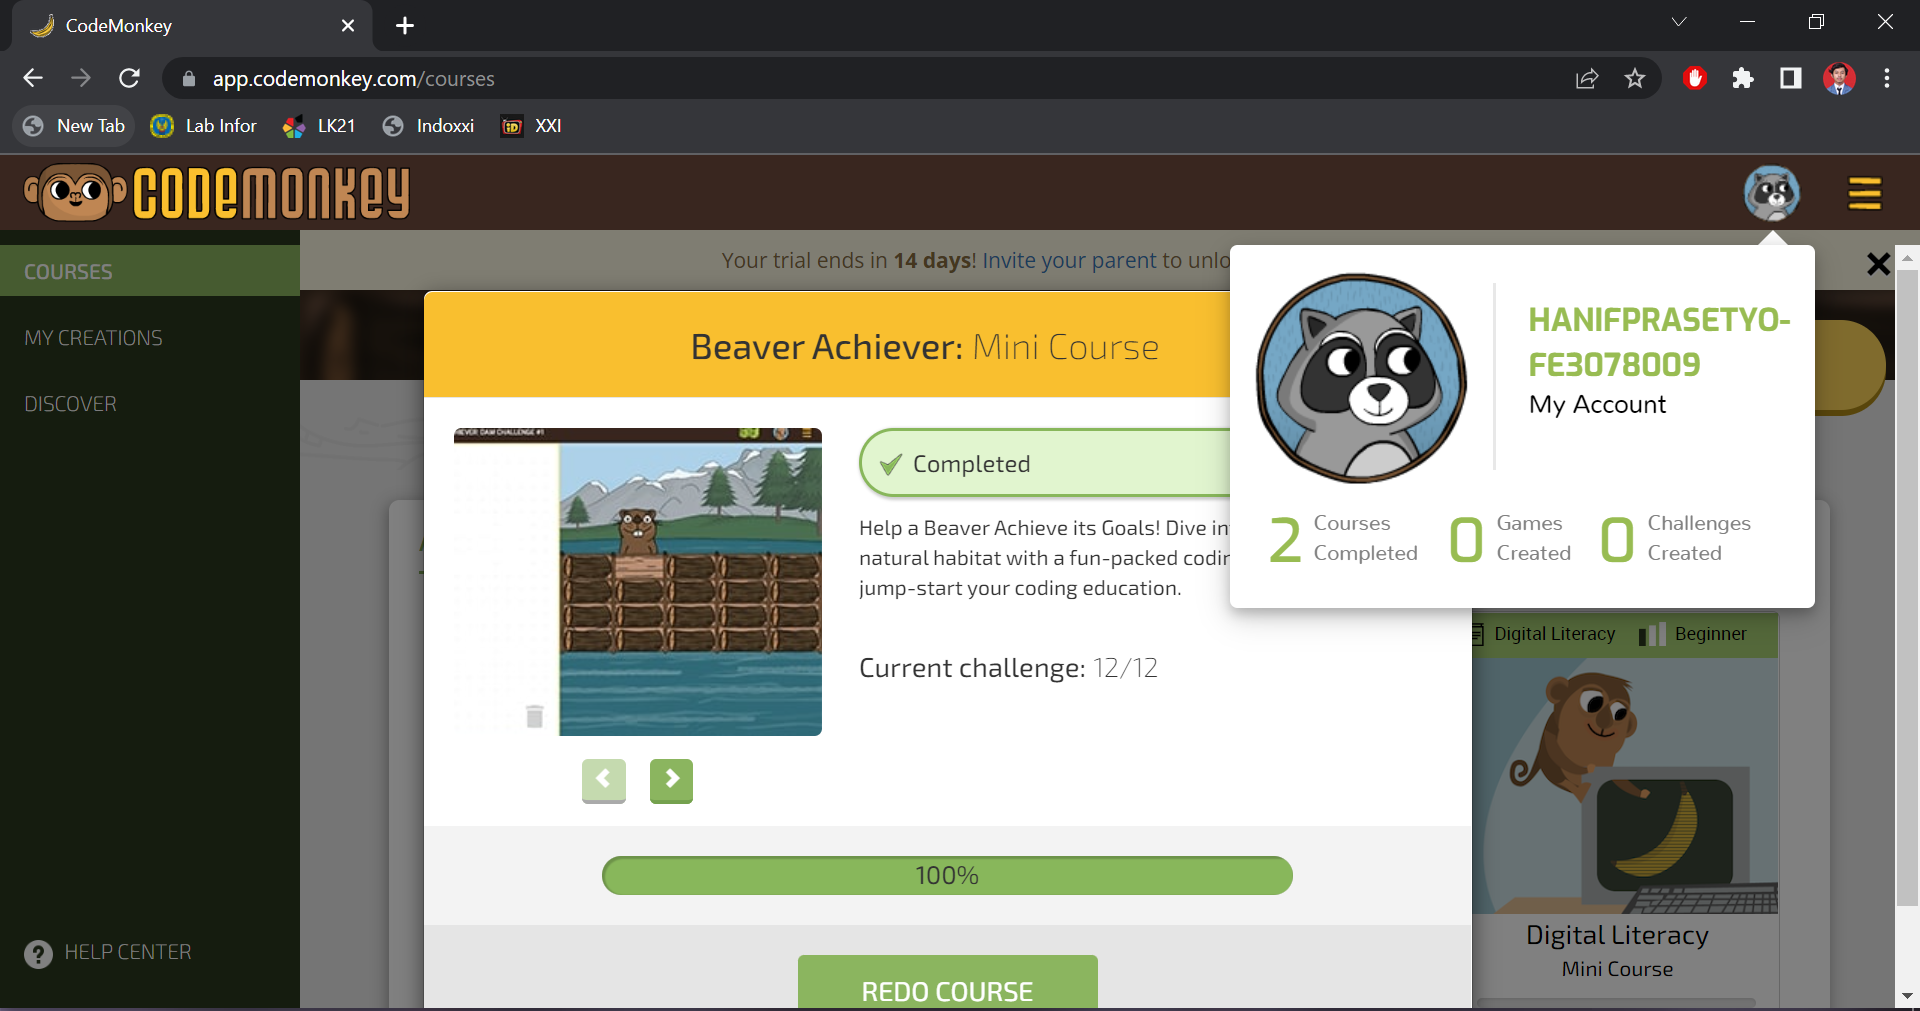 CodeMonkey
app.codemonkey.com/courses
New Tab
Lab Infor
LK21
Indoxxi
XXI
CODEMONKEY
COURSES
MY CREATIONS
DISCOVER
HELP CENTER
Your trial ends in 14 days! Invite your parent to unlo
HANIFPRASETYO-
FE3078009
My Account
2 Courses
Completed
0 Games
Created
0 Challenges
Created
Beaver Achiever: Mini Course
IEVER DAM CHALLENGE #1
Completed
Help a Beaver Achieve its Goals! Dive in
natural habitat with a fun-packed codin
jump-start your coding education.
Current challenge: 12/12
100%
REDO COURSE
Digital Literacy
Beginner
Digital Literacy
Mini Course